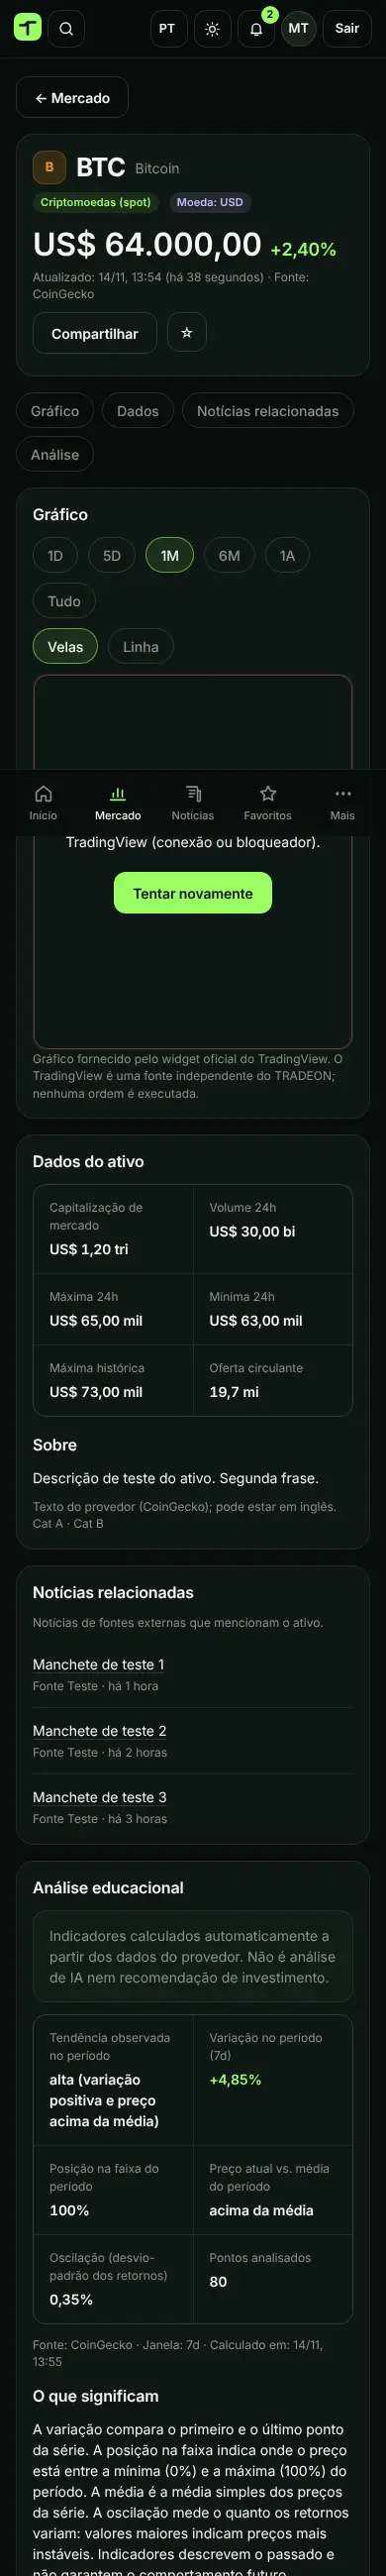 PT
2
MT
Sair
← Mercado
B
BTC Bitcoin
Criptomoedas (spot) Moeda: USD
US$ 64.000,00 +2,40%
Atualizado: 14/11, 13:54 (há 38 segundos) · Fonte:
CoinGecko
Compartilhar
Gráfico Dados Notícias relacionadas
Análise
Gráfico
1D 5D 1M 6M 1A
Tudo
Velas Linha
Início Mercado Notícias Favoritos Mais
TradingView (conexão ou bloqueador).
Tentar novamente
Gráfico fornecido pelo widget oficial do TradingView. O
TradingView é uma fonte independente do TRADEON;
nenhuma ordem é executada.
Dados do ativo
Capitalização de
mercado
US$ 1,20 tri
Volume 24h
US$ 30,00 bi
Máxima 24h
US$ 65,00 mil
Mínima 24h
US$ 63,00 mil
Máxima histórica
US$ 73,00 mil
Oferta circulante
19,7 mi
Sobre
Descrição de teste do ativo. Segunda frase.
Texto do provedor (CoinGecko); pode estar em inglês.
Cat A · Cat B
Notícias relacionadas
Notícias de fontes externas que mencionam o ativo.
Manchete de teste 1
Fonte Teste · há 1 hora
Manchete de teste 2
Fonte Teste · há 2 horas
Manchete de teste 3
Fonte Teste · há 3 horas
Análise educacional
Indicadores calculados automaticamente a
partir dos dados do provedor. Não é análise
de IA nem recomendação de investimento.
Tendência observada
no período
alta (variação
positiva e preço
acima da média)
Variação no período
(7d)
+4,85%
Posição na faixa do
período
100%
Preço atual vs. média
do período
acima da média
Oscilação (desvio-
padrão dos retornos)
0,35%
Pontos analisados
80
Fonte: CoinGecko · Janela: 7d · Calculado em: 14/11,
13:55
O que significam
A variação compara o primeiro e o último ponto
da série. A posição na faixa indica onde o preço
está entre a mínima (0%) e a máxima (100%) do
período. A média é a média simples dos preços
da série. A oscilação mede o quanto os retornos
variam: valores maiores indicam preços mais
instáveis. Indicadores descrevem o passado e
não garantem o comportamento futuro